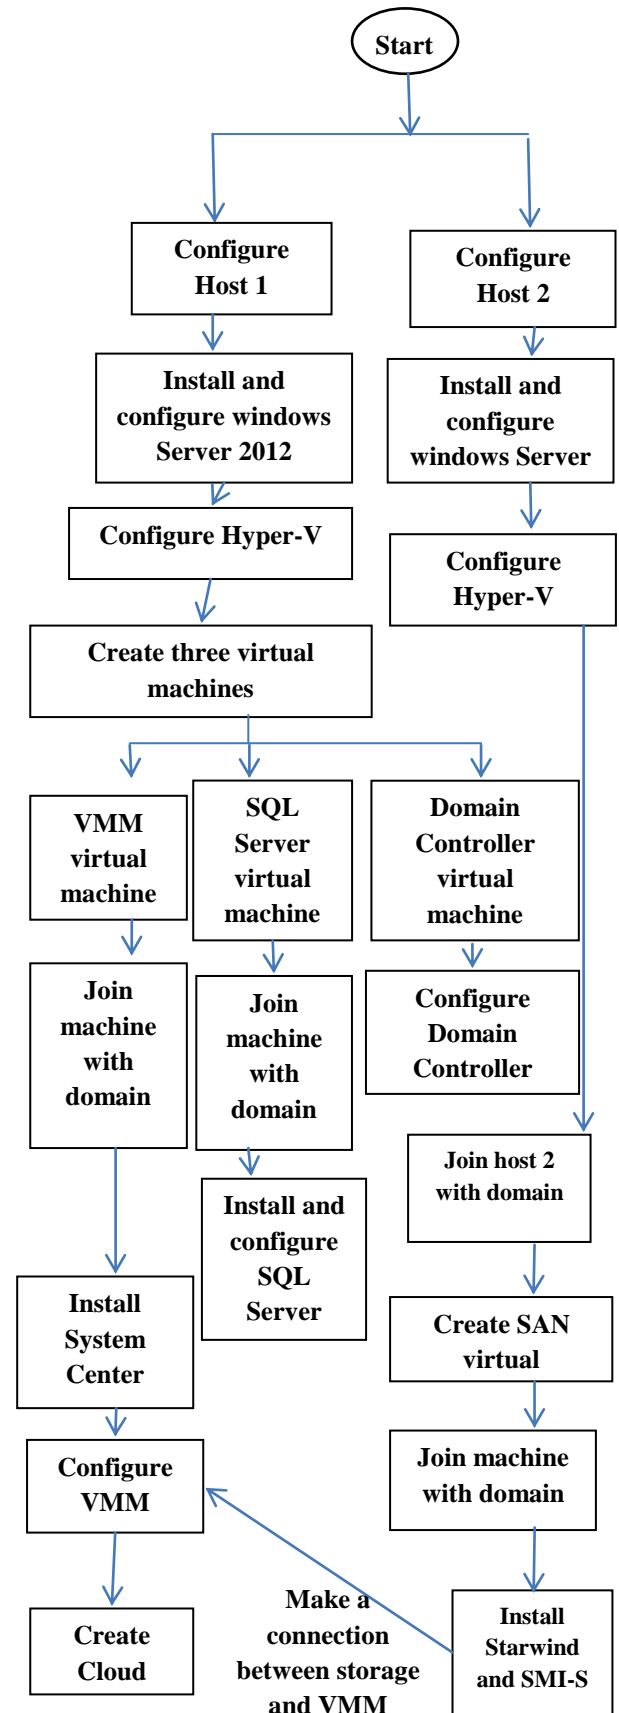 Start
Configure
Host 1
Configure
Host 2
Install and
configure windows
Server 2012
Install and
configure
windows Server
Configure Hyper-V
Configure
Hyper-V
Create three virtual
machines
VMM
virtual
machine
SQL
Server
virtual
machine
Domain
Controller
virtual
machine
Join
machine
with
domain
Join
machine
with
domain
Configure
Domain
Controller
Join host 2
with domain
Install and
configure
SQL
Server
Install
System
Center
Create SAN
virtual
Configure
VMM
Join machine
with domain
Create
Cloud
Make a
connection
between storage
and VMM
Install
Starwind
and SMI-S